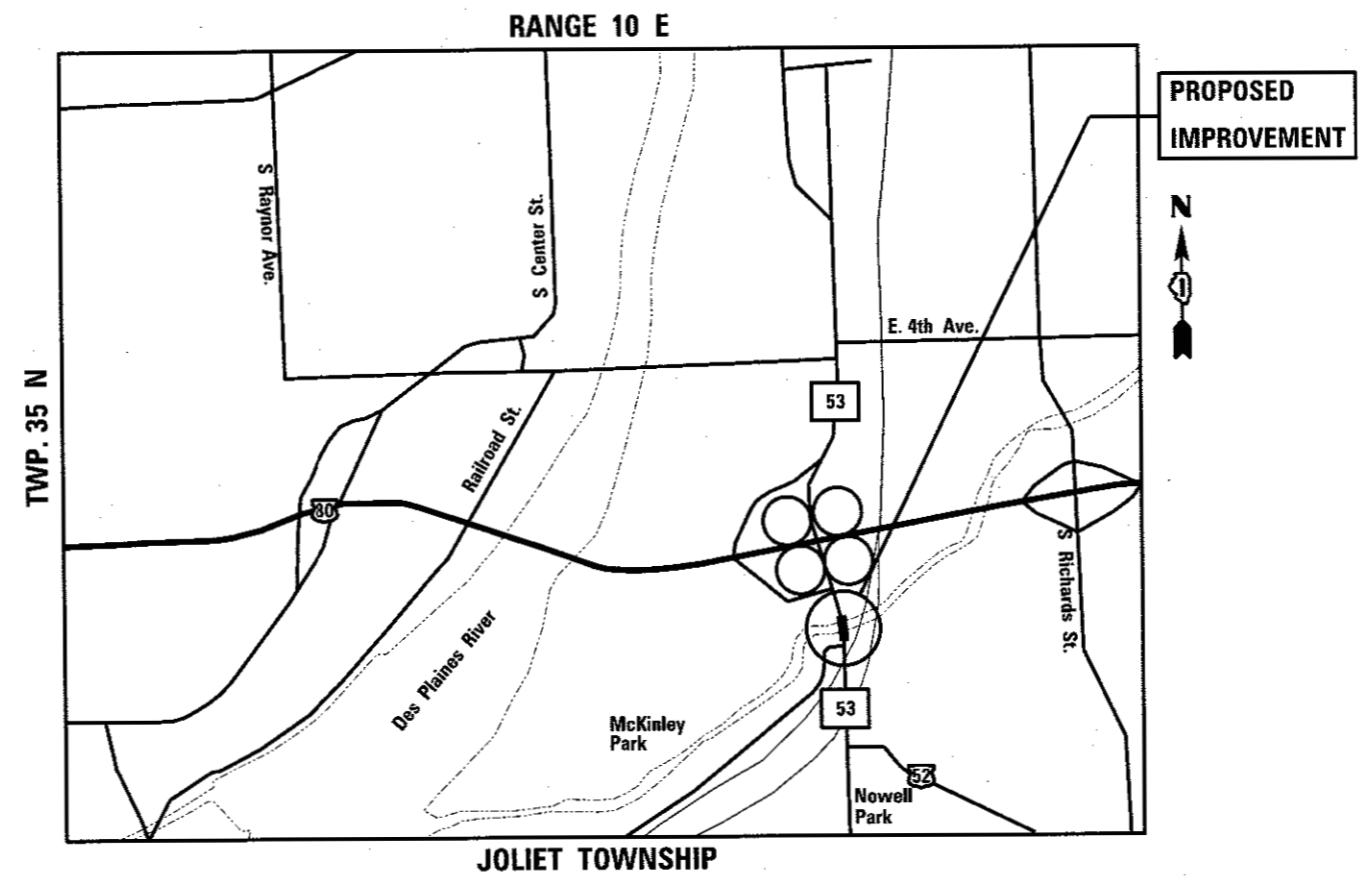 RANGE 10 E
PROPOSED
IMPROVEMENT
N
1
S Raynor Ave.
S Center St.
E. 4th Ave.
TWP. 35 N
53
Railroad St.
80
S Richards St.
Des Plaines River
53
McKinley
Park
52
Nowell
Park
JOLIET TOWNSHIP